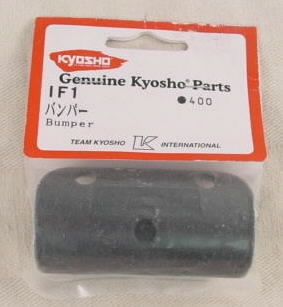 KYOSHO
Genuine Kyosho Parts
IF1
●400
バンパー
Bumper
TEAM KYOSHO K INTERNATIONAL